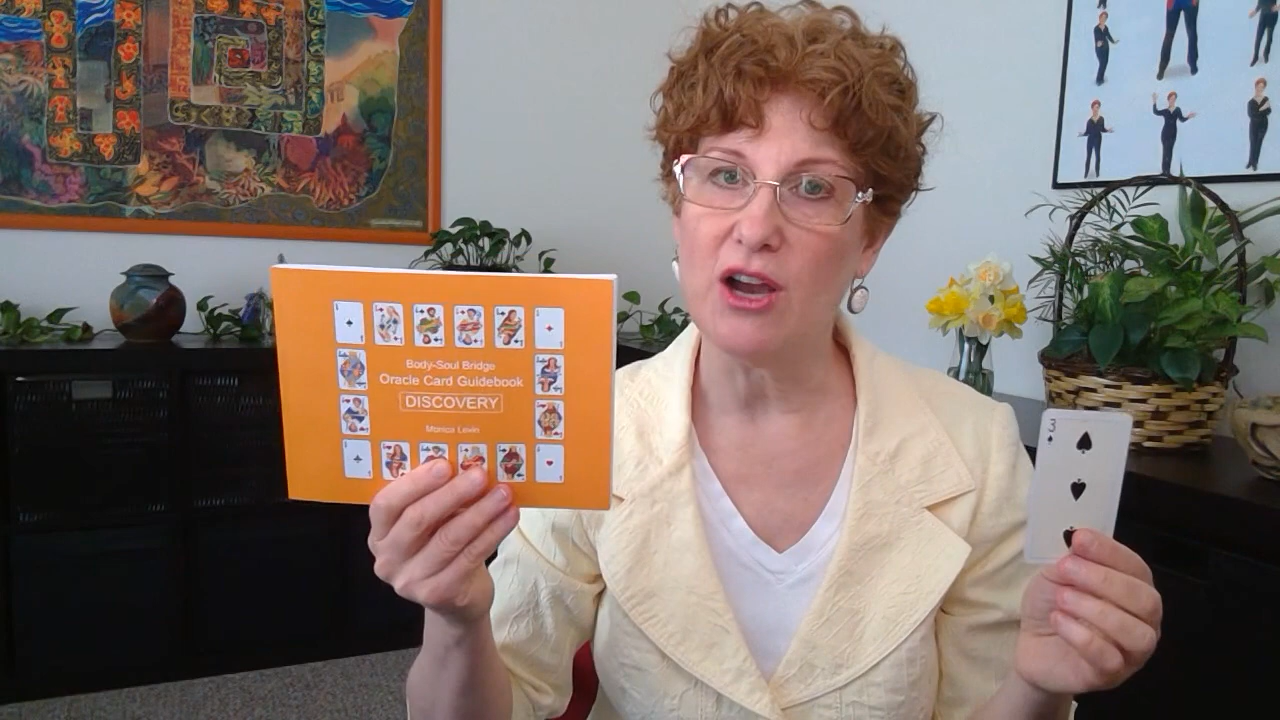 Body-Soul Bridge
Oracle Card Guidebook
DISCOVERY
Monica Levin
3